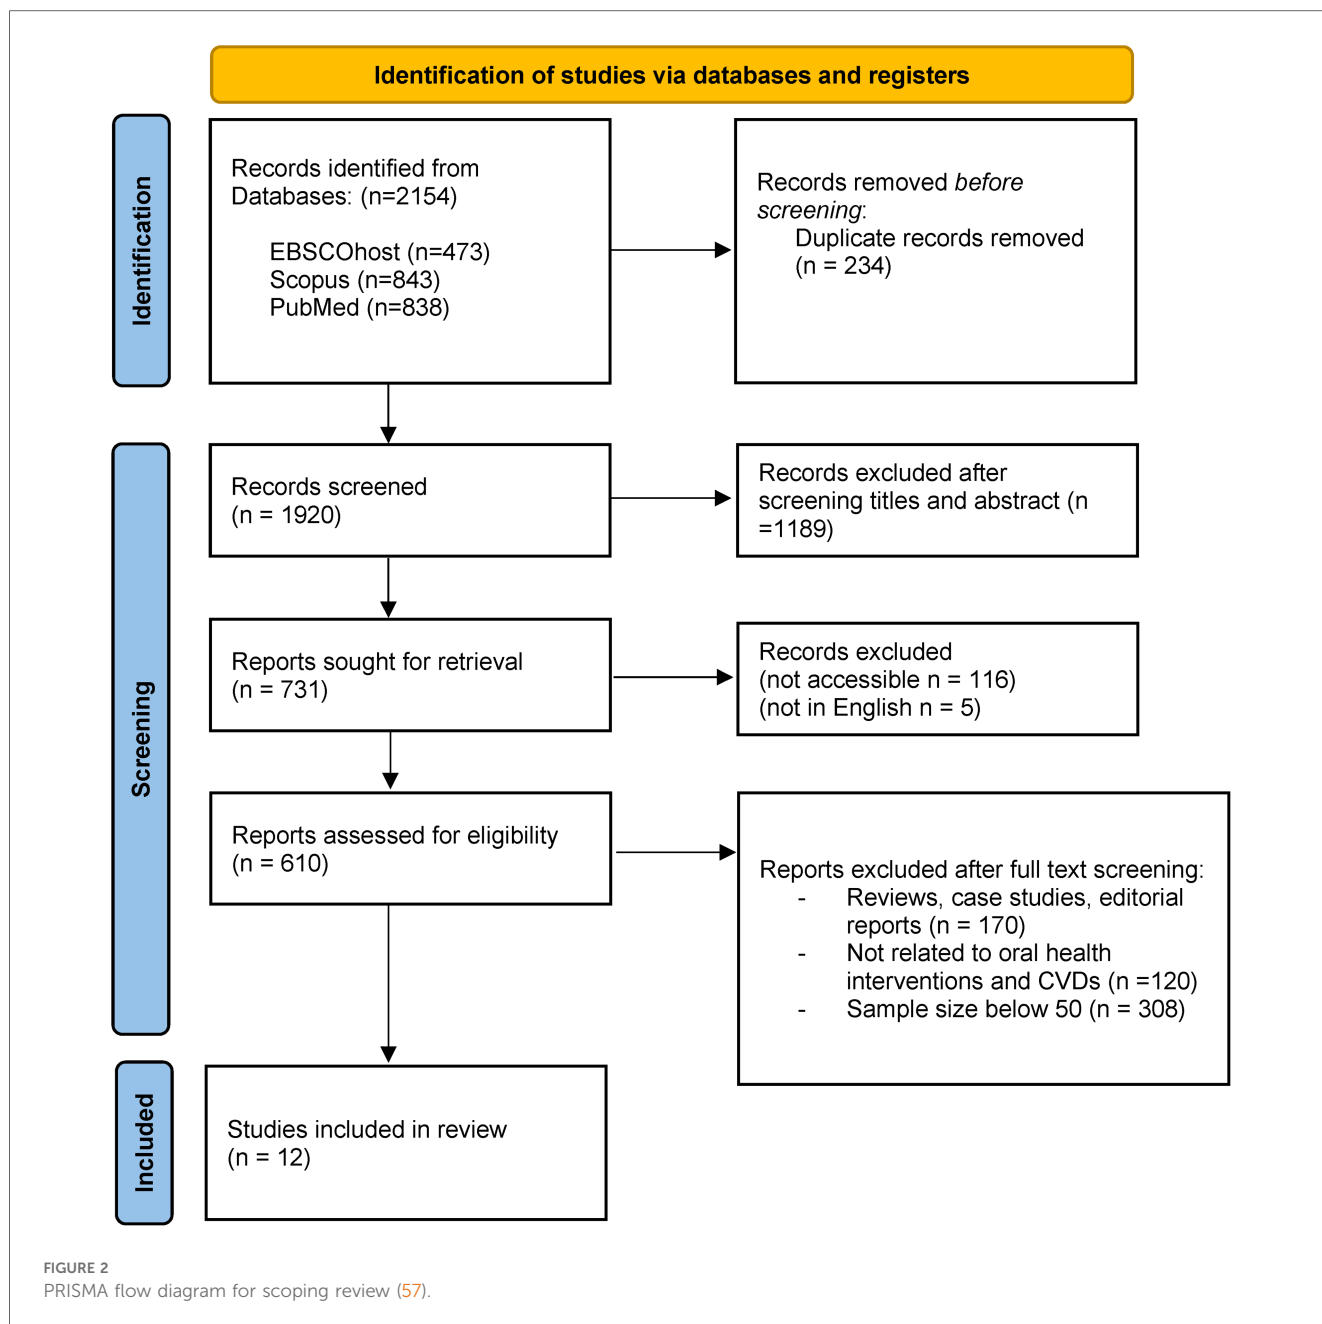 Identification of studies via databases and registers
Identification
Records identified from
Databases: (n=2154)
EBSCOhost (n=473)
Scopus (n=843)
PubMed (n=838)
Records removed before
screening:
Duplicate records removed
(n = 234)
Screening
Records screened
(n = 1920)
Records excluded after
screening titles and abstract (n
=1189)
Reports sought for retrieval
(n = 731)
Records excluded
(not accessible n = 116)
(not in English n = 5)
Reports assessed for eligibility
(n = 610)
Reports excluded after full text screening:
- Reviews, case studies, editorial
reports (n = 170)
- Not related to oral health
interventions and CVDs (n =120)
- Sample size below 50 (n = 308)
Included
Studies included in review
(n = 12)
FIGURE 2
PRISMA flow diagram for scoping review (57).